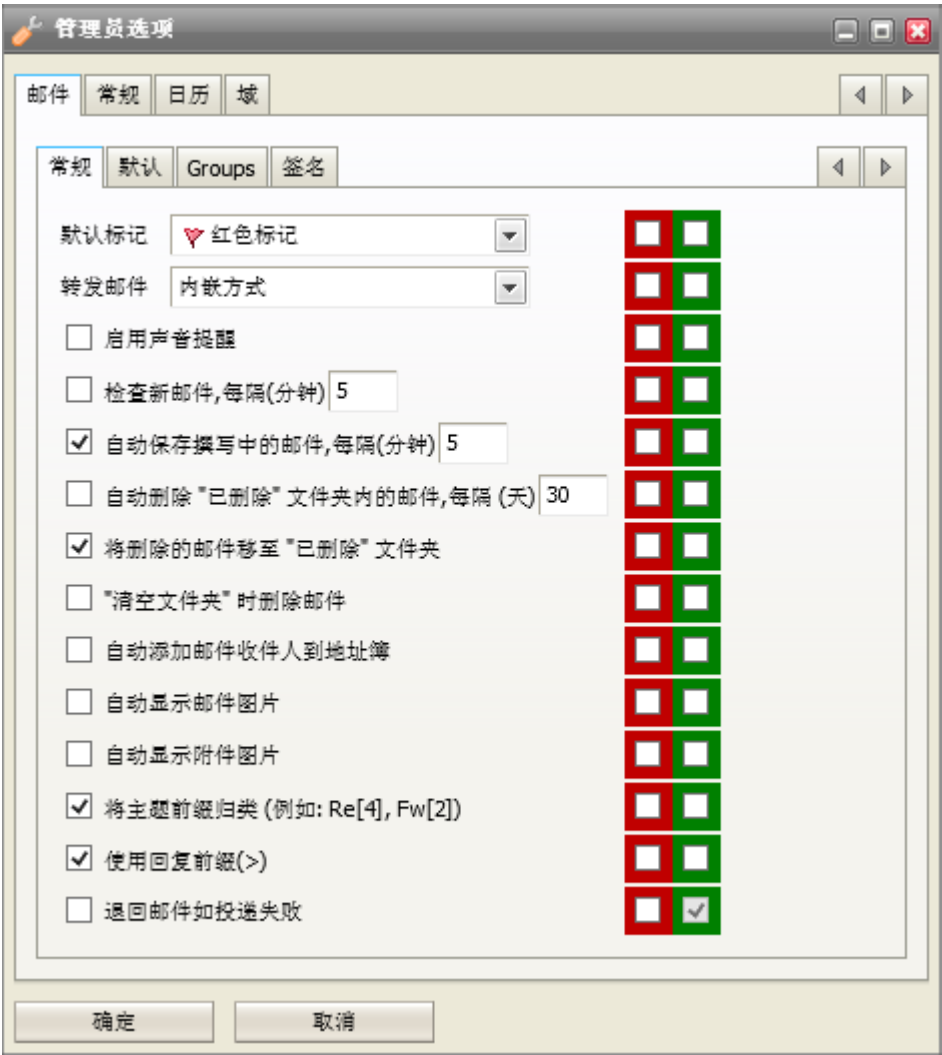 管理员选项
邮件 常规 日历 域
常规 默认 Groups 签名
默认标记 红色标记
转发邮件 内嵌方式
启用声音提醒
检查新邮件,每隔(分钟) 5
自动保存撰写中的邮件,每隔(分钟) 5
自动删除 "已删除" 文件夹内的邮件,每隔 (天) 30
将删除的邮件移至 "已删除" 文件夹
"清空文件夹" 时删除邮件
自动添加邮件收件人到地址簿
自动显示邮件图片
自动显示附件图片
将主题前缀归类 (例如: Re[4], Fw[2])
使用回复前缀(>)
退回邮件如投递失败
确定 取消